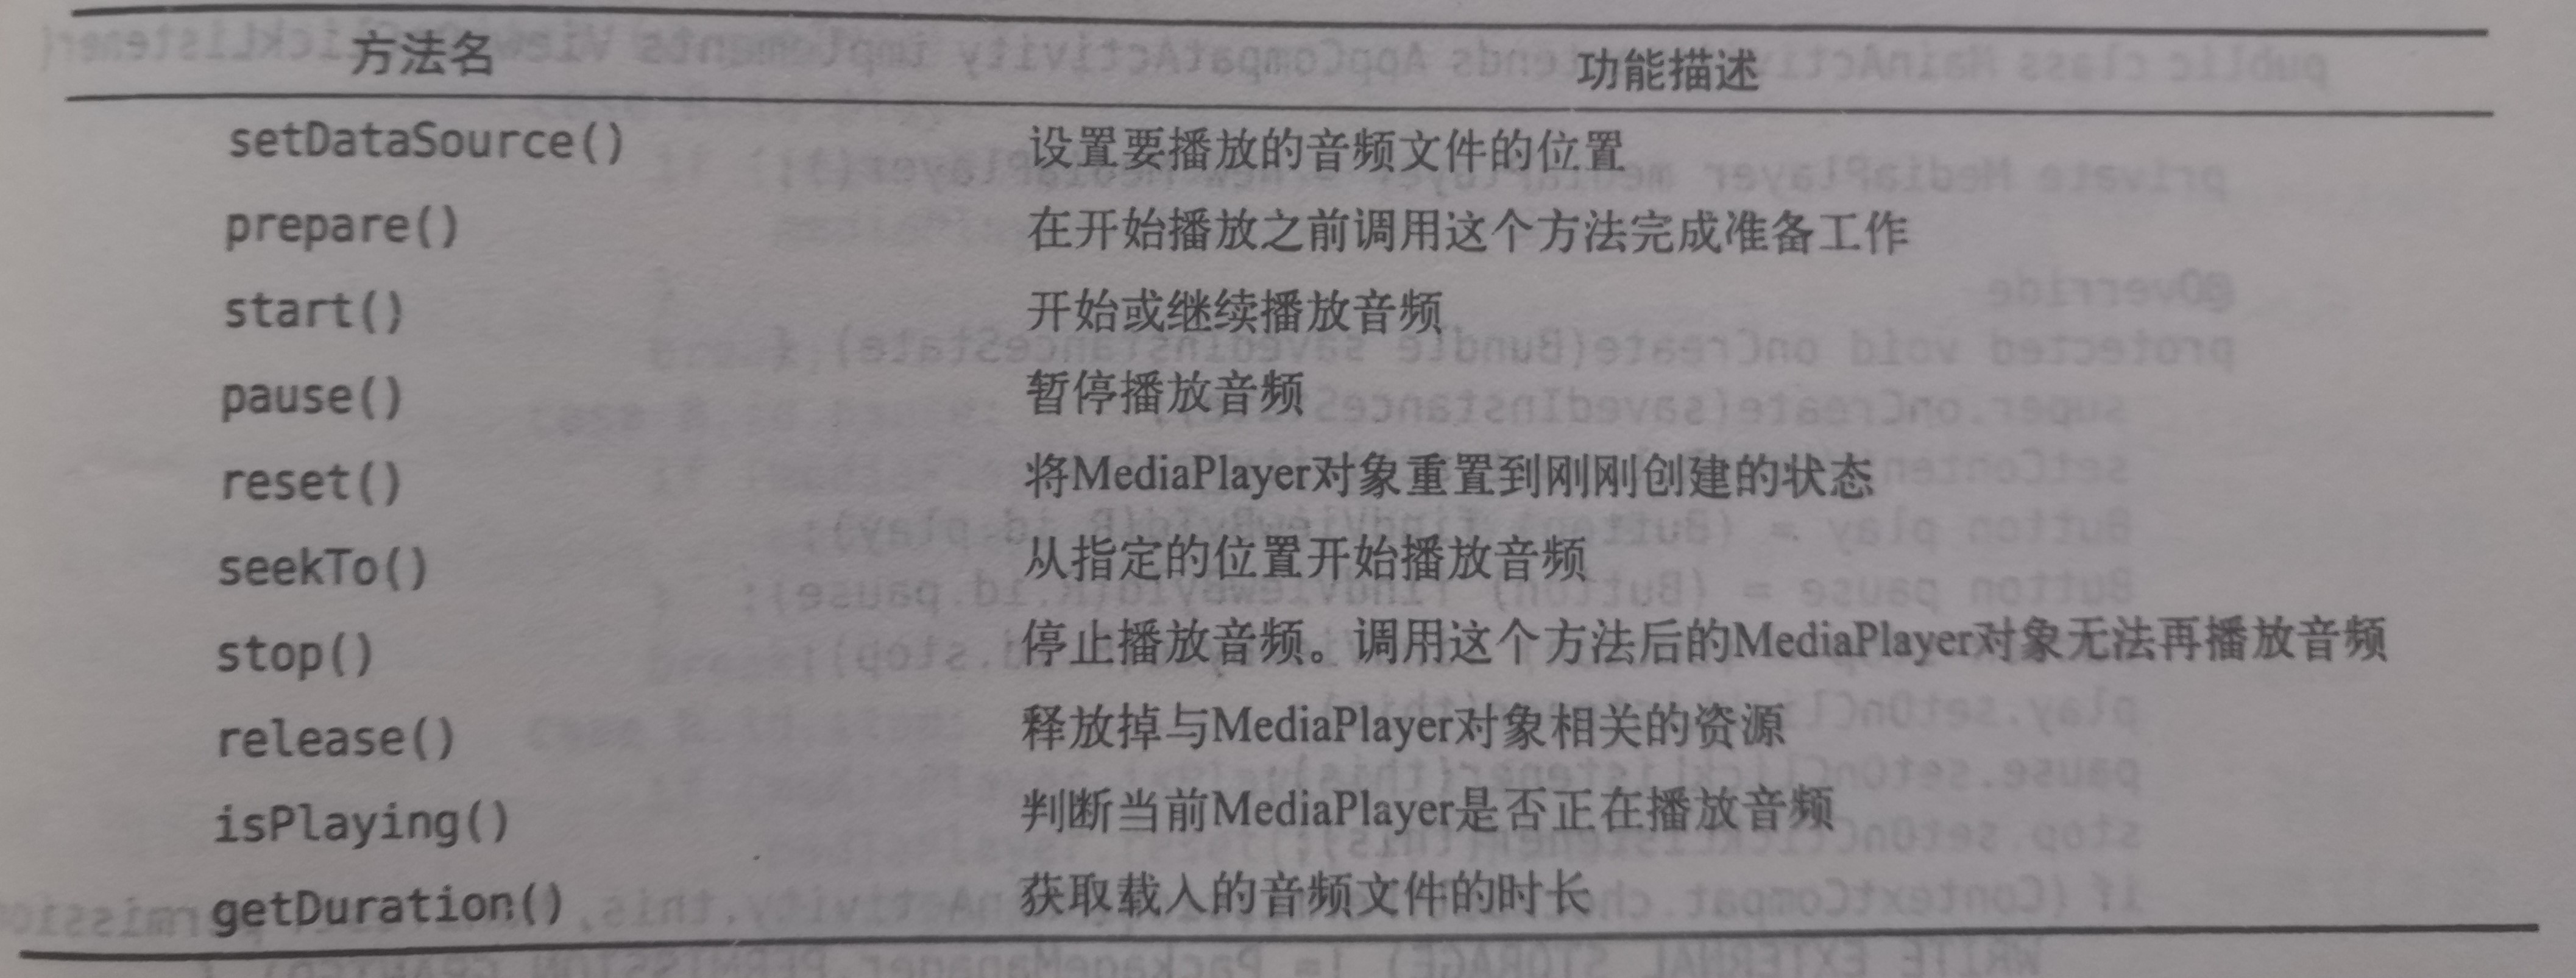 方法名 功能描述
setDataSource() 设置要播放的音频文件的位置
prepare() 在开始播放之前调用这个方法完成准备工作
start() 开始或继续播放音频
pause() 暂停播放音频
reset() 将MediaPlayer对象重置到刚刚创建的状态
seekTo() 从指定的位置开始播放音频
stop() 停止播放音频。调用这个方法后的MediaPlayer对象无法再播放音频
release() 释放掉与MediaPlayer对象相关的资源
isPlaying() 判断当前MediaPlayer是否正在播放音频
getDuration() 获取载入的音频文件的时长